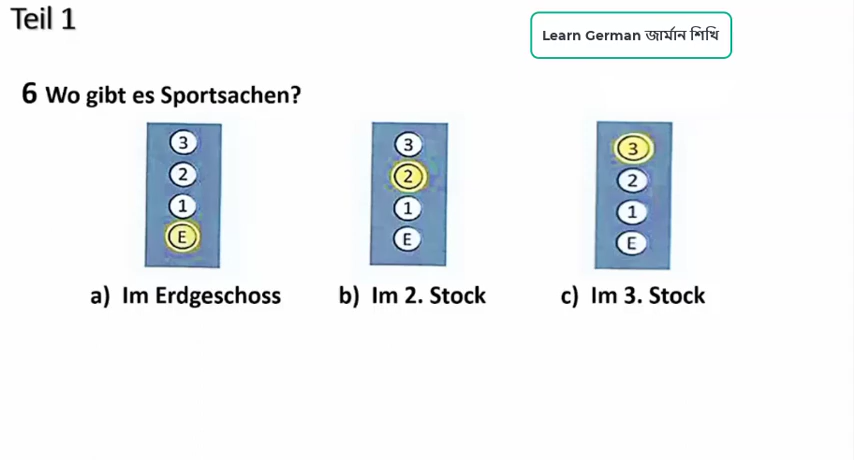 Teil 1
Learn German জার্মান শিখি
6 Wo gibt es Sportsachen?
3 3 3
2 2 2
1 1 1
E E E
a) Im Erdgeschoss b) Im 2. Stock c) Im 3. Stock